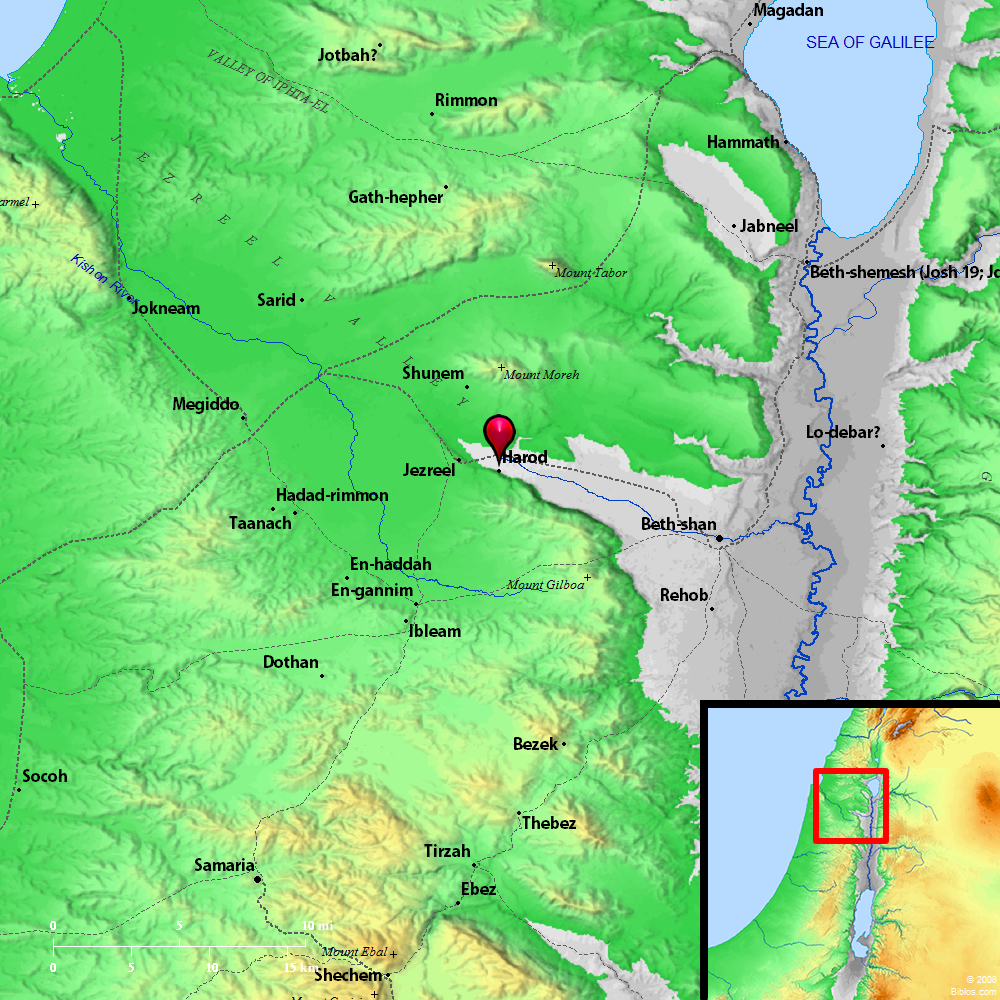 Magadan
SEA OF GALILEE
Jotbah?
VALLEY OF IPHTA-EL
Rimmon
Hammath
JEZREEL VALLEY
Gath-hepher
armel
Jabneel
Kishon River
Mount Tabor
Beth-shemesh (Josh 19; Jo
Sarid
Jokneam
Shunem
Mount Moreh
Megiddo
Lo-debar?
Harod
Jezreel
G
Hadad-rimmon
Taanach
Beth-shan
En-haddah
En-gannim
Mount Gilboa
Rehob
Ibleam
Dothan
Bezek
Socoh
Thebez
Tirzah
Samaria
Ebez
0 5 10 mi
Mount Ebal
0 5 10 15 km
Shechem
© 2008
Biblos.com